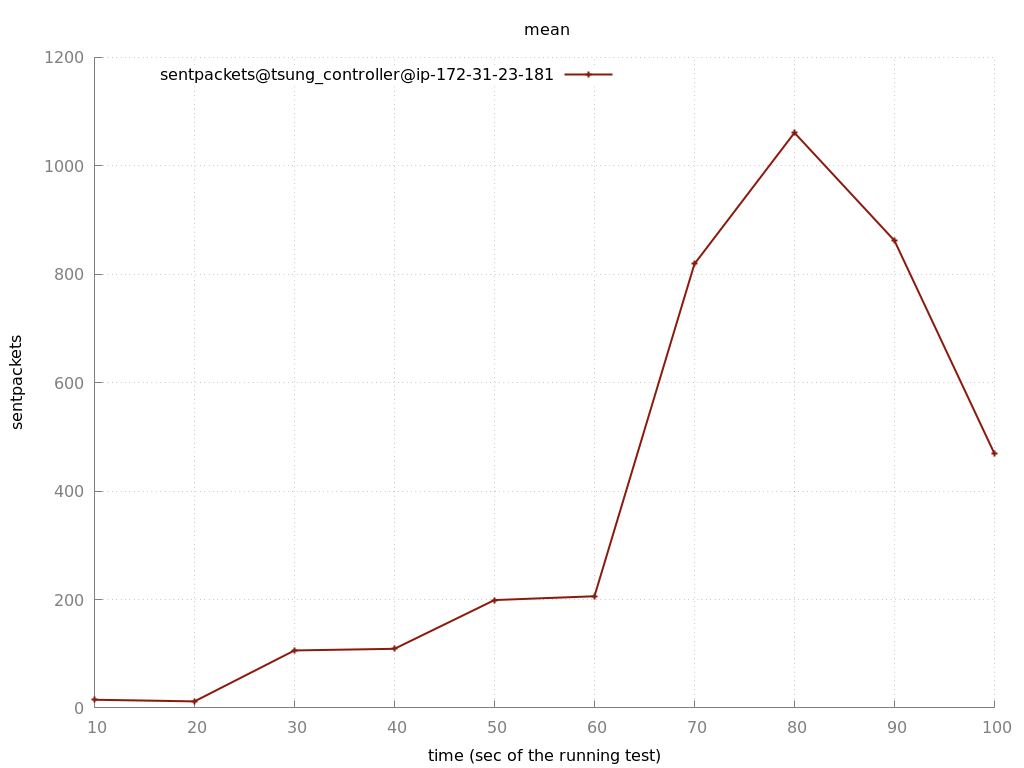 mean
sentpackets@tsung_controller@ip-172-31-23-181
1200
1000
800
600
400
200
0
sentpackets
10 20 30 40 50 60 70 80 90 100
time (sec of the running test)